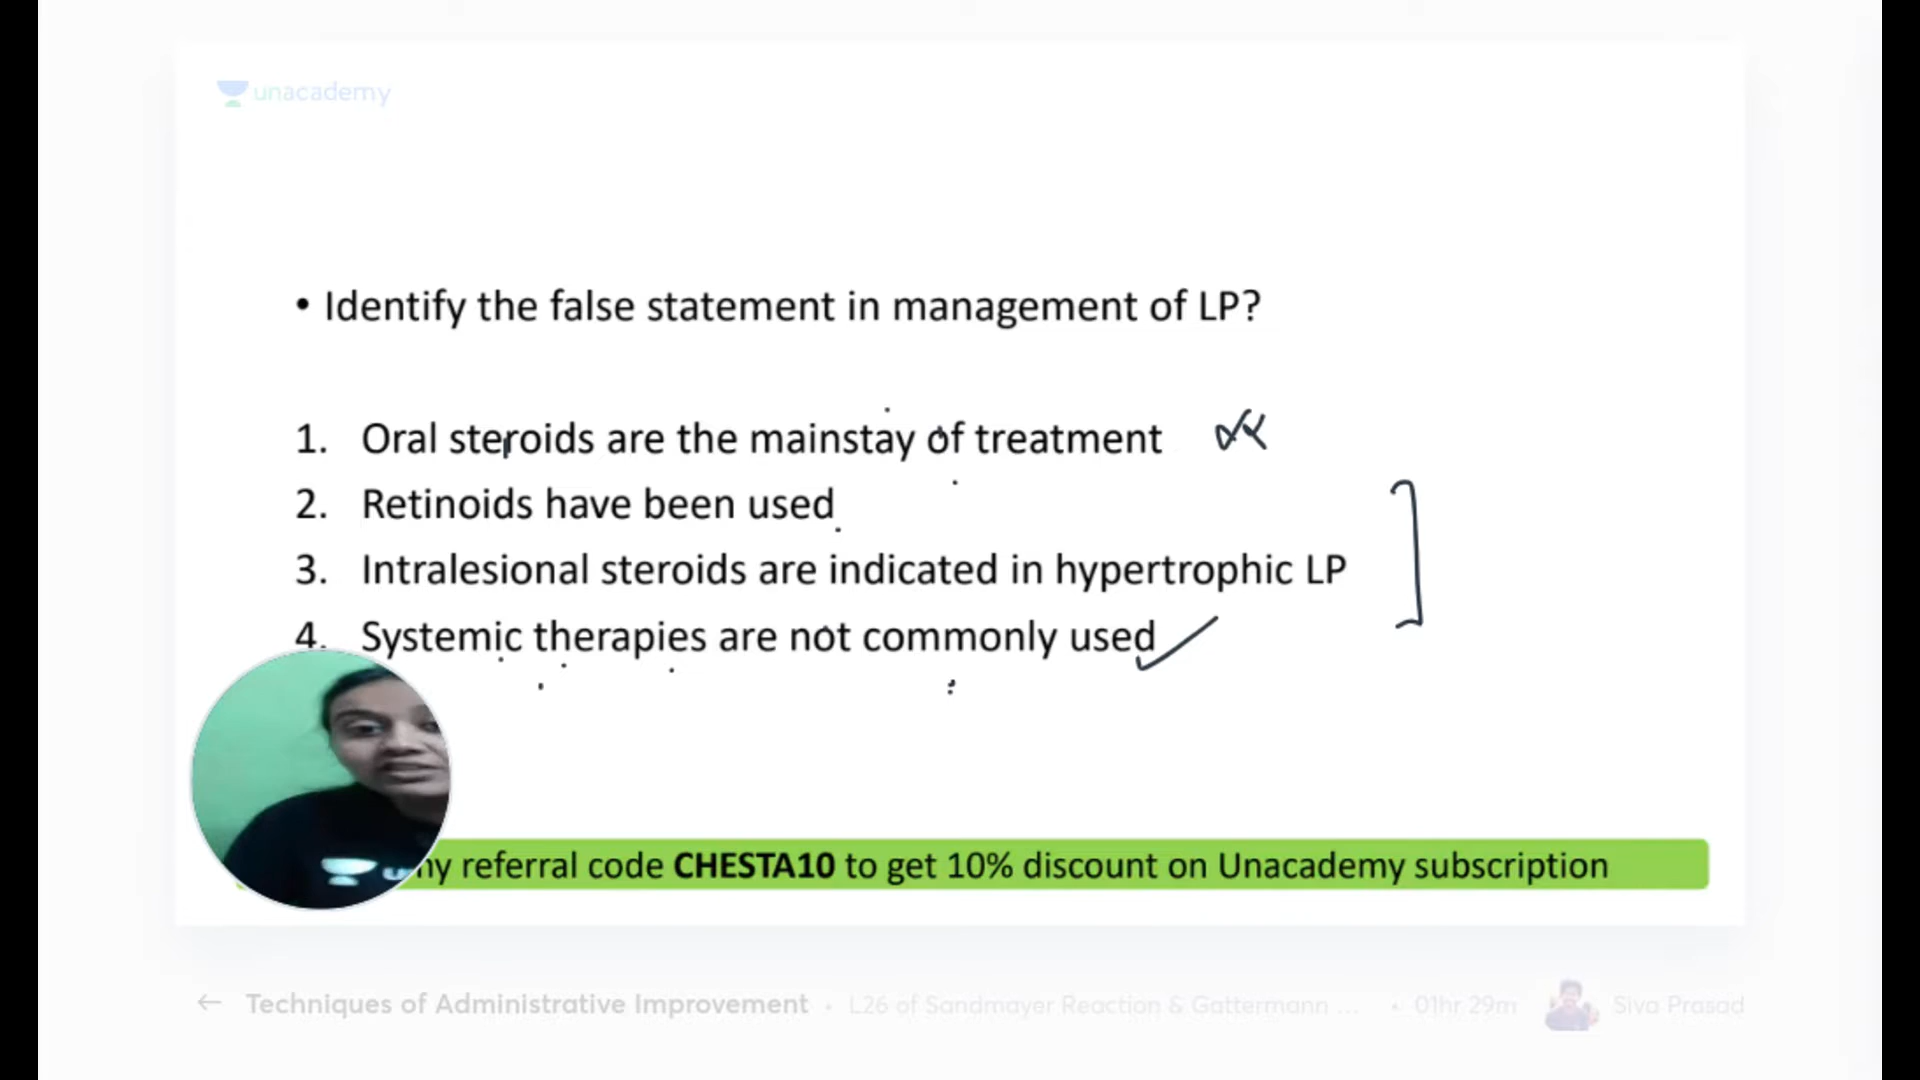 unacademy
• Identify the false statement in management of LP?
1. Oral steroids are the mainstay of treatment
2. Retinoids have been used
3. Intralesional steroids are indicated in hypertrophic LP
4. Systemic therapies are not commonly used
my referral code CHESTA10 to get 10% discount on Unacademy subscription
← Techniques of Administrative Improvement • L26 of Sandmayer Reaction & Gattermann ... • 01hr 29m Siva Prasad